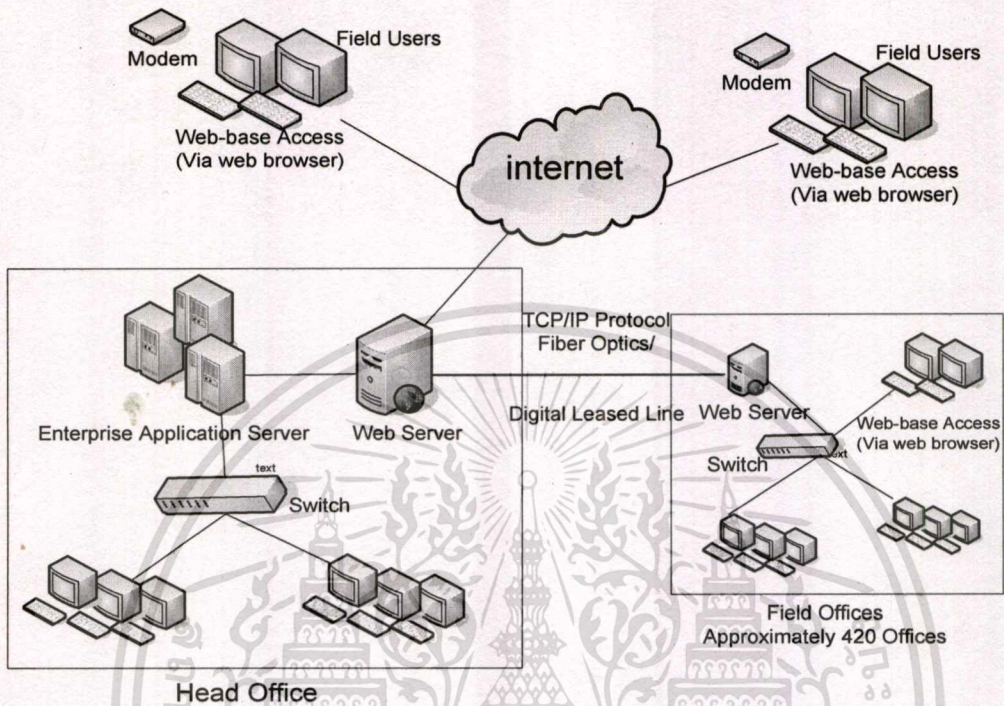 Modem
Field Users
Web-base Access
(Via web browser)
Modem
Field Users
Web-base Access
(Via web browser)
internet
Enterprise Application Server
Web Server
text
Switch
TCP/IP Protocol
Fiber Optics/
Digital Leased Line
Web Server
Web-base Access
(Via web browser)
Switch
text
Field Offices
Approximately 420 Offices
Head Office